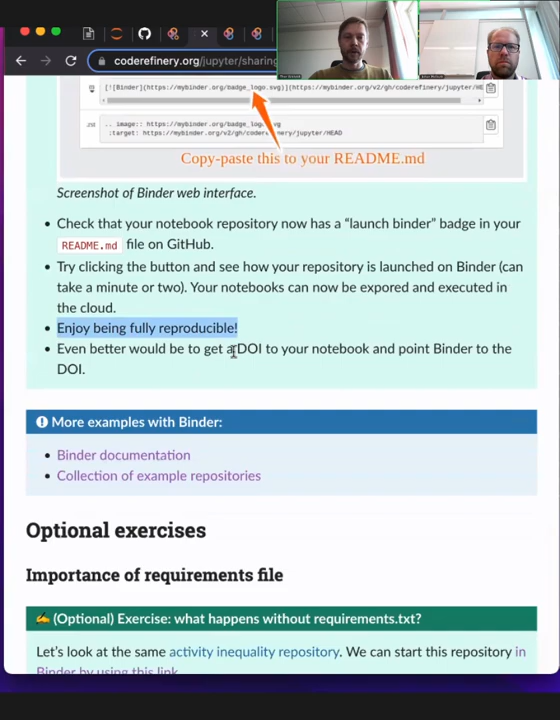 coderefinery.org/jupyter/sharing
[![Binder](https://mybinder.org/badge_logo.svg)](https://mybinder.org/v2/gh/coderefinery/jupyter/HE
.rst
.. image:: https://mybinder.org/badge_logo.svg
:target: https://mybinder.org/v2/gh/coderefinery/jupyter/HEAD
Copy-paste this to your README.md
Screenshot of Binder web interface.
• Check that your notebook repository now has a “launch binder” badge in your
README.md file on GitHub.
• Try clicking the button and see how your repository is launched on Binder (can
take a minute or two). Your notebooks can now be expored and executed in
the cloud.
• Enjoy being fully reproducible!
• Even better would be to get a DOI to your notebook and point Binder to the
DOI.
More examples with Binder:
• Binder documentation
• Collection of example repositories
Optional exercises
Importance of requirements file
(Optional) Exercise: what happens without requirements.txt?
Let’s look at the same activity inequality repository. We can start this repository in
Binder by using this link